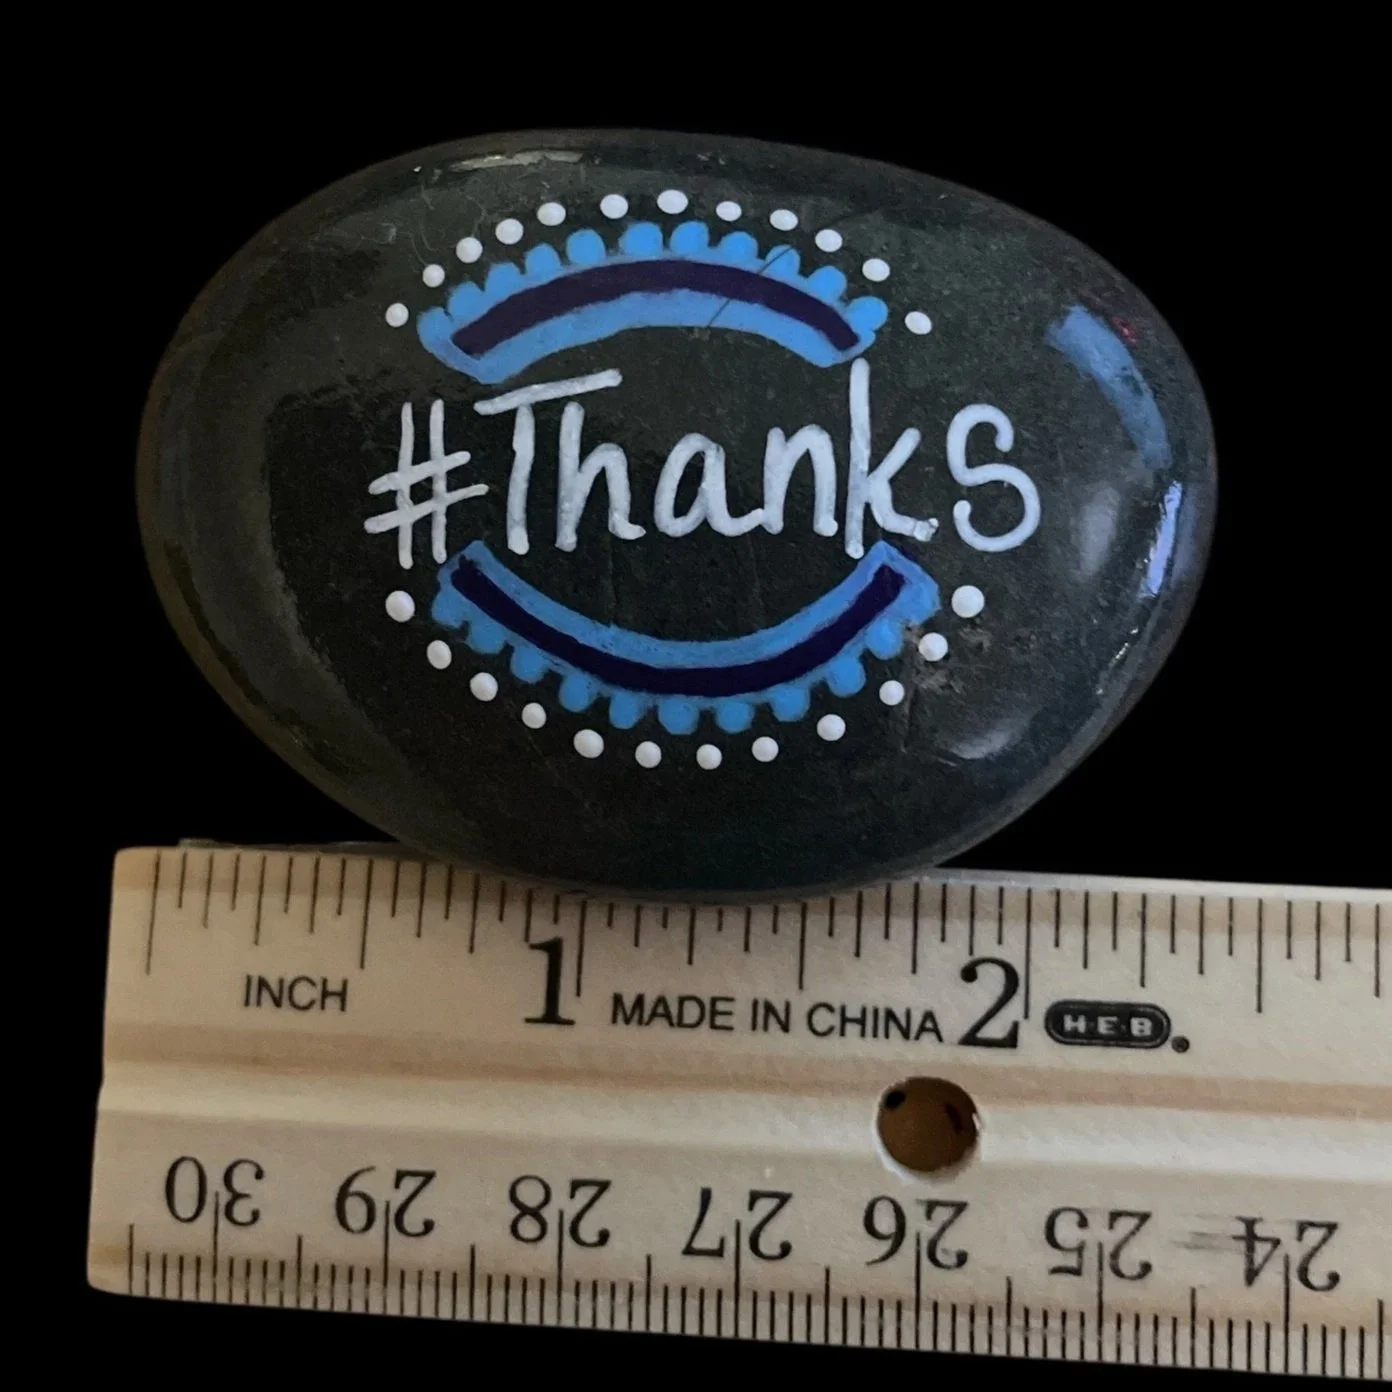 #Thanks
INCH 1 MADE IN CHINA 2 H-E-B®
30 29 28 27 26 25 24